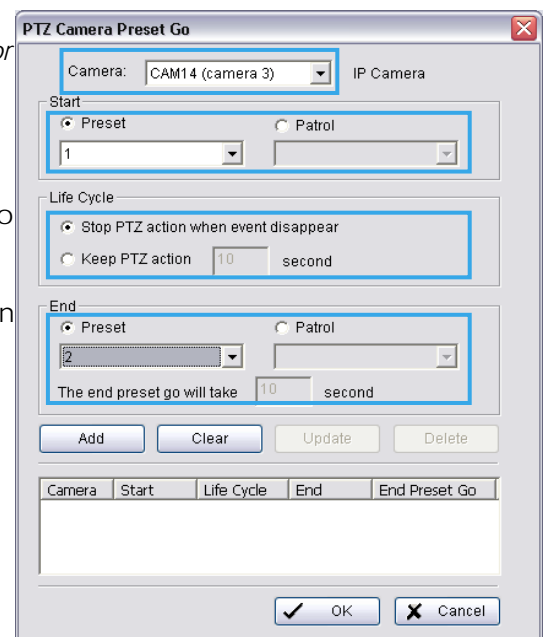 PTZ Camera Preset Go
or
Camera: CAM14 (camera 3) IP Camera
Start
Preset Patrol
1
Life Cycle
o
Stop PTZ action when event disappear
Keep PTZ action 10 second
End
n
Preset Patrol
2
The end preset go will take 10 second
Add Clear Update Delete
Camera Start Life Cycle End End Preset Go
OK Cancel